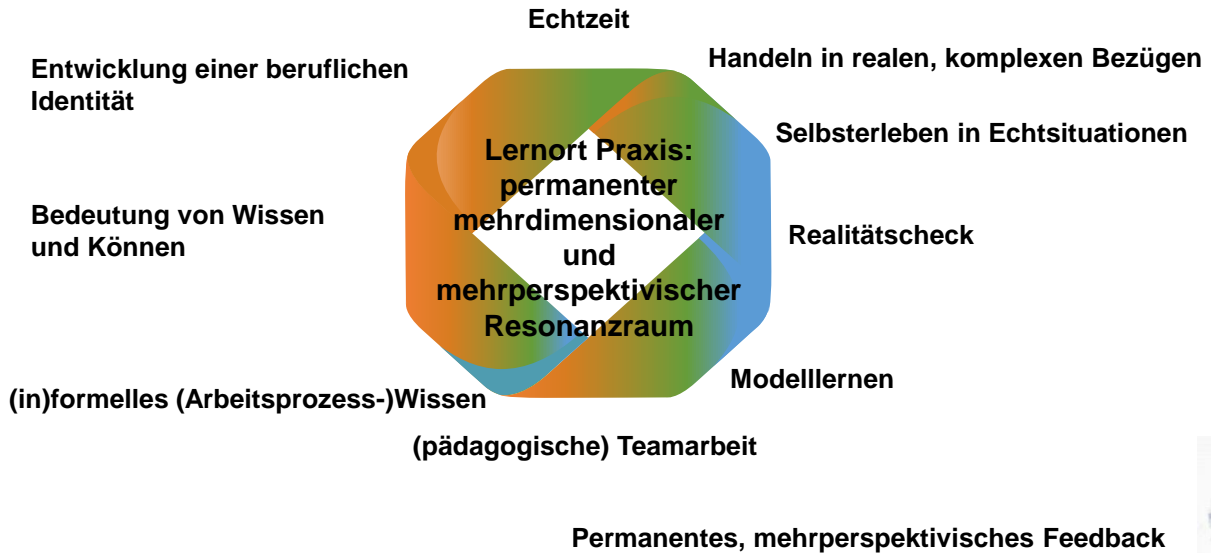 Echtzeit
Handeln in realen, komplexen Bezügen
Entwicklung einer beruflichen
Identität
Selbsterleben in Echtsituationen
Lernort Praxis:
permanenter
mehrdimensionaler
und
mehrperspektivischer
Resonanzraum
Bedeutung von Wissen
und Können
Realitätscheck
Modelllernen
(in)formelles (Arbeitsprozess-)Wissen
(pädagogische) Teamarbeit
Permanentes, mehrperspektivisches Feedback